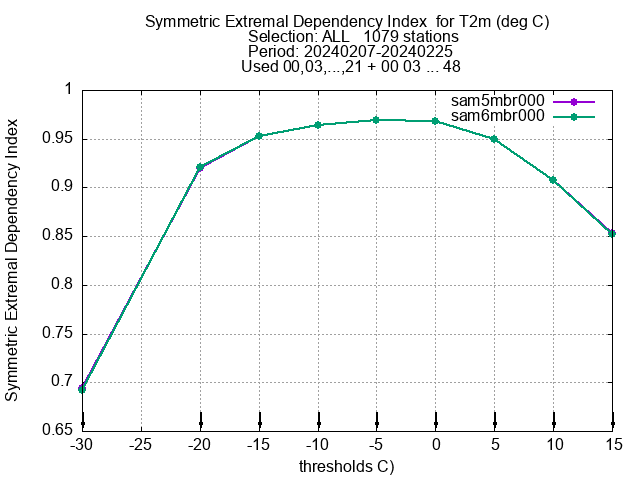 Symmetric Extremal Dependency Index  for T2m (deg C)
Selection: ALL   1079 stations
Period: 20240207-20240225
Used 00,03,...,21 + 00 03 ... 48
sam5mbr000
sam6mbr000
Symmetric Extremal Dependency Index
1
0.95
0.9
0.85
0.8
0.75
0.7
0.65
-30 -25 -20 -15 -10 -5 0 5 10 15
thresholds C)